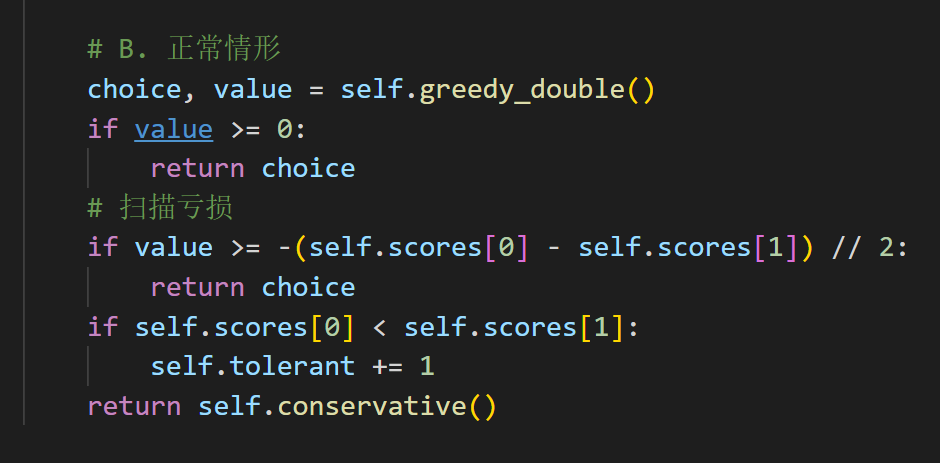 # B. 正常情形
choice, value = self.greedy_double()
if value >= 0:
    return choice
# 扫描亏损
if value >= -(self.scores[0] - self.scores[1]) // 2:
    return choice
if self.scores[0] < self.scores[1]:
    self.tolerant += 1
return self.conservative()